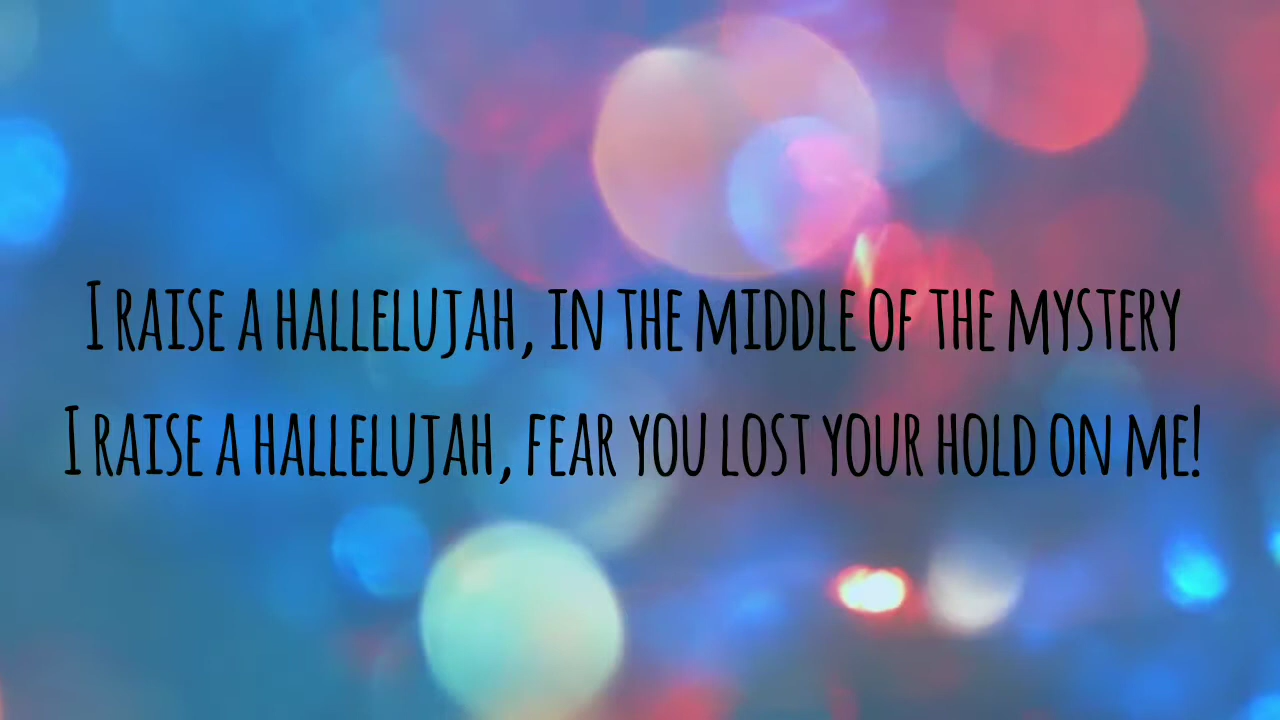 I raise a hallelujah, in the middle of the mystery
I raise a hallelujah, fear you lost your hold on me!